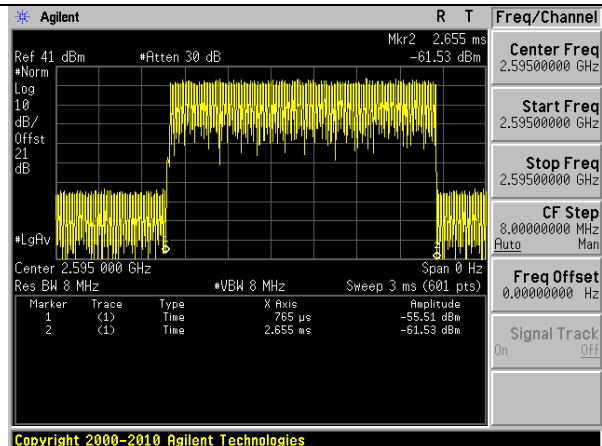 Agilent R T Freq/Channel
Mkr2 2.655 ms
Ref 41 dBm #Atten 30 dB -61.53 dBm
#Norm
Log
10
dB/
Offst
21
dB
#LgAv
1
2
Center 2.595 000 GHz Span 0 Hz
Res BW 8 MHz #VBW 8 MHz Sweep 3 ms (601 pts)
Marker Trace Type X Axis Amplitude
1 (1) Time 765 µs -55.51 dBm
2 (1) Time 2.655 ms -61.53 dBm
Center Freq
2.59500000 GHz
Start Freq
2.59500000 GHz
Stop Freq
2.59500000 GHz
CF Step
8.00000000 MHz
Auto Man
Freq Offset
0.00000000 Hz
Signal Track
On Off
Copyright 2000-2010 Agilent Technologies